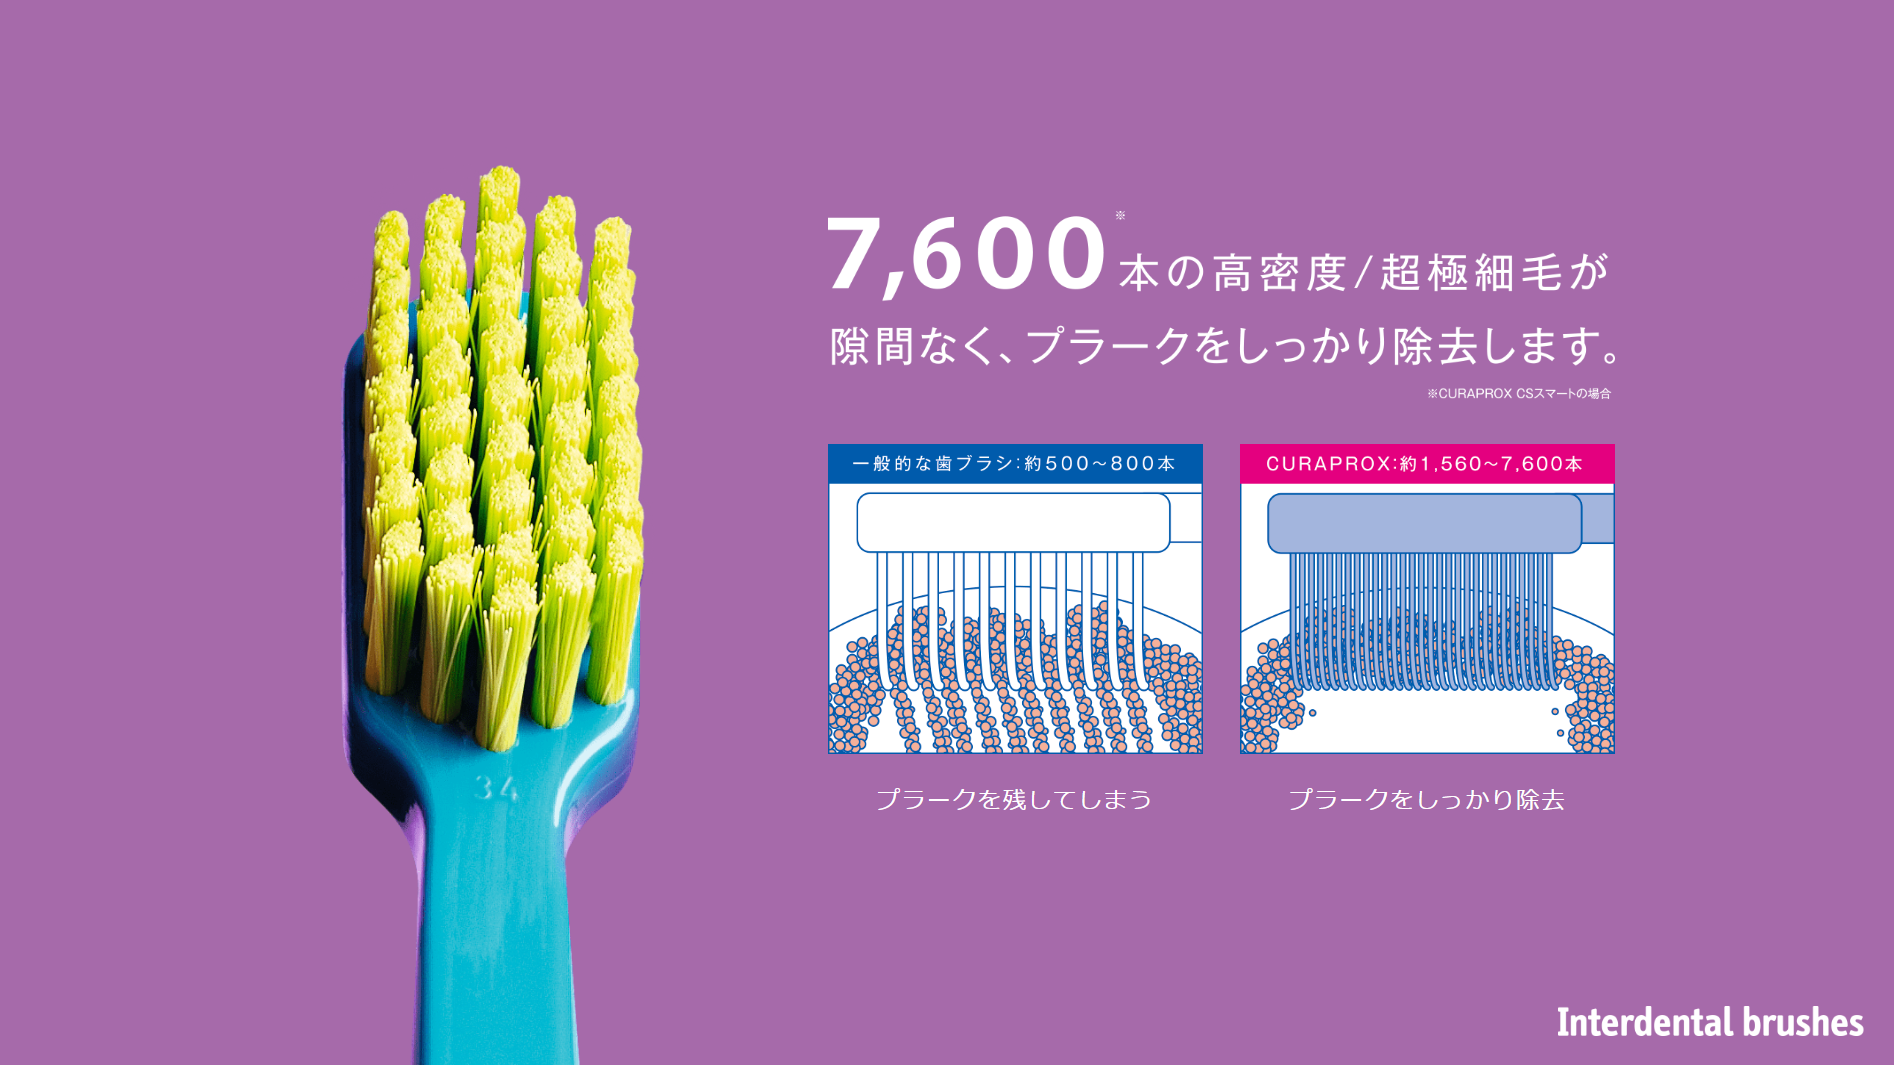 7,600※本の高密度/超極細毛が
隙間なく、プラークをしっかり除去します。
※CURAPROX CSスマートの場合
一般的な歯ブラシ:約500~800本
CURAPROX:約1,560~7,600本
プラークを残してしまう
プラークをしっかり除去
34
Interdental brushes